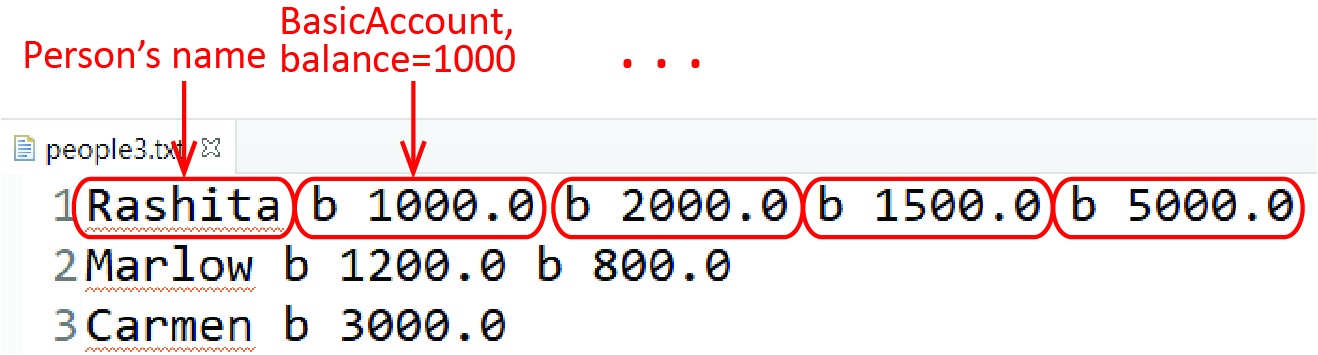 BasicAccount,
Person’s name balance=1000 ...
people3.txt
1 Rashita b 1000.0 b 2000.0 b 1500.0 b 5000.0
2 Marlow b 1200.0 b 800.0
3 Carmen b 3000.0